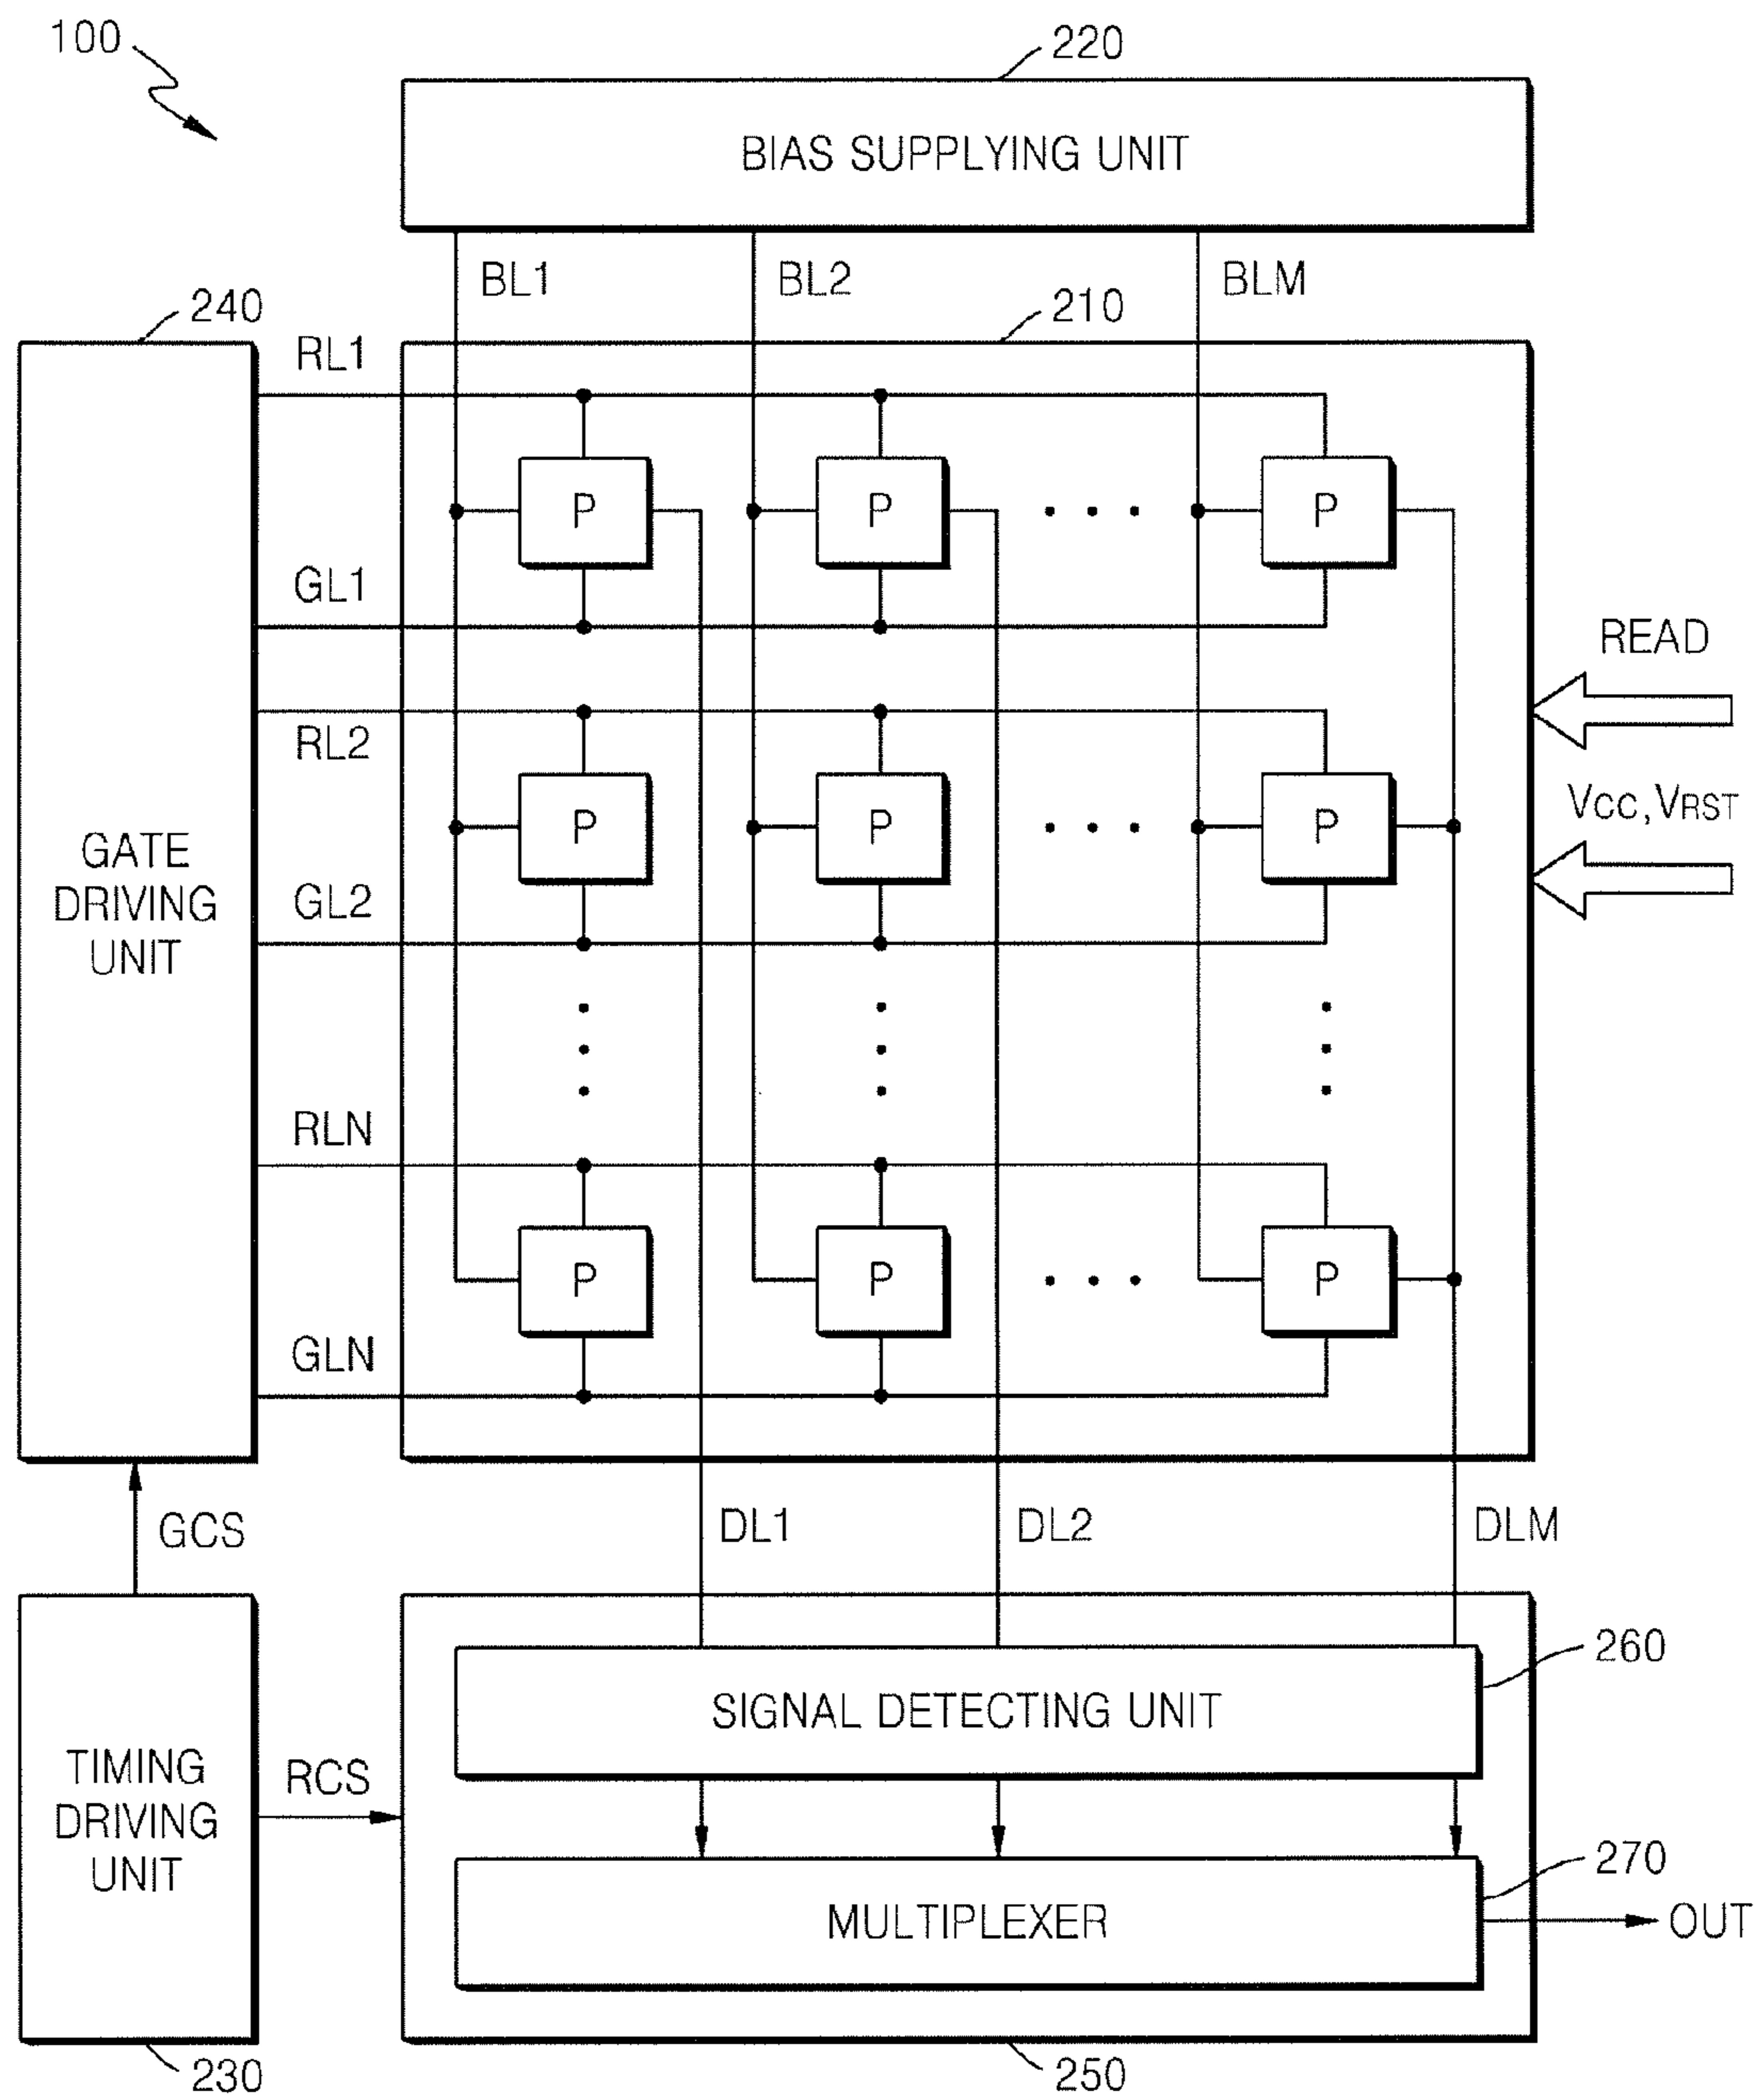 100
220
BIAS SUPPLYING UNIT
BL1 BL2 BLM
240 210
RL1
P P . . . P
GL1
READ
RL2
VCC, VRST
P P . . . P
GATE
DRIVING
UNIT
GL2
RLN
P P . . . P
GLN
GCS DL1 DL2 DLM
260
SIGNAL DETECTING UNIT
TIMING
DRIVING
UNIT
RCS
270
MULTIPLEXER OUT
230 250